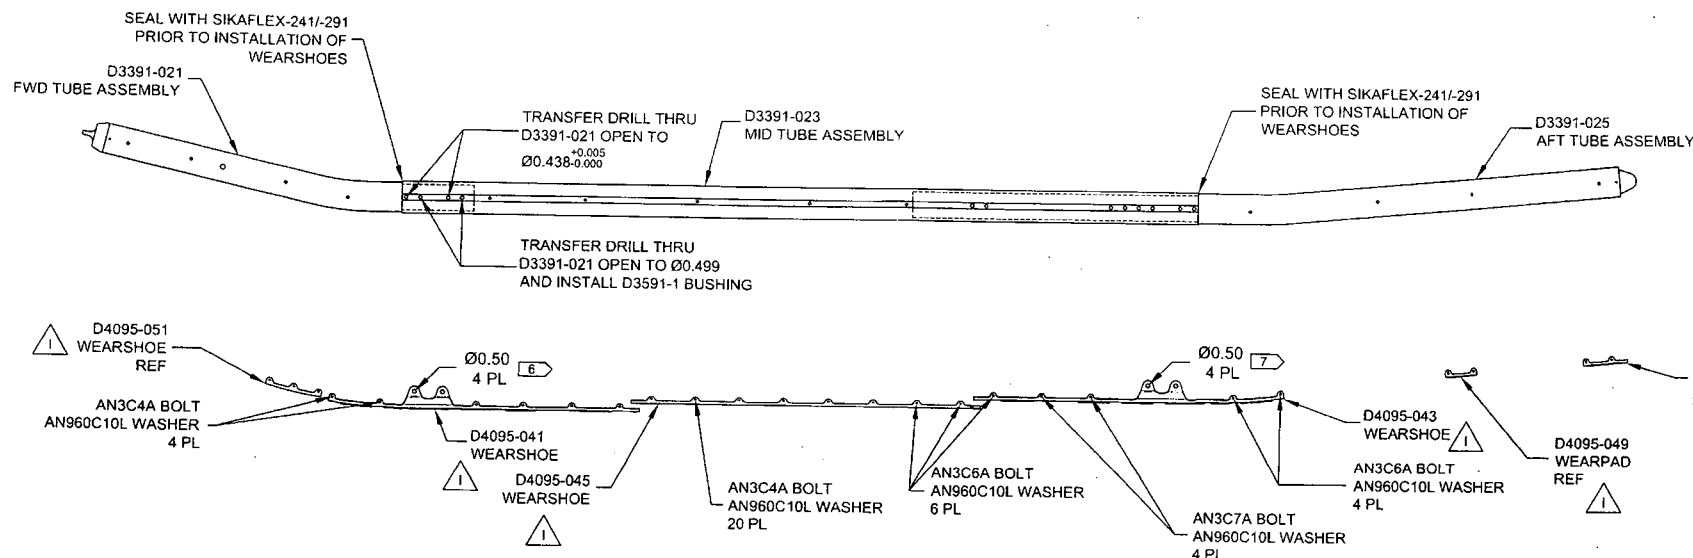 SEAL WITH SIKAFLEX-241/-291
PRIOR TO INSTALLATION OF
WEARSHOES
D3391-021
FWD TUBE ASSEMBLY
TRANSFER DRILL THRU
D3391-021 OPEN TO
Ø0.438 +0.005
-0.000
D3391-023
MID TUBE ASSEMBLY
SEAL WITH SIKAFLEX-241/-291
PRIOR TO INSTALLATION OF
WEARSHOES
D3391-025
AFT TUBE ASSEMBLY
TRANSFER DRILL THRU
D3391-021 OPEN TO Ø0.499
AND INSTALL D3591-1 BUSHING
1
D4095-051
WEARSHOE
REF
Ø0.50
4 PL
6
Ø0.50
4 PL
7
AN3C4A BOLT
AN960C10L WASHER
4 PL
D4095-041
WEARSHOE
1
D4095-045
WEARSHOE
1
AN3C4A BOLT
AN960C10L WASHER
20 PL
AN3C6A BOLT
AN960C10L WASHER
6 PL
AN3C7A BOLT
AN960C10L WASHER
4 PL
D4095-043
WEARSHOE
1
AN3C6A BOLT
AN960C10L WASHER
4 PL
D4095-049
WEARPAD
REF
1